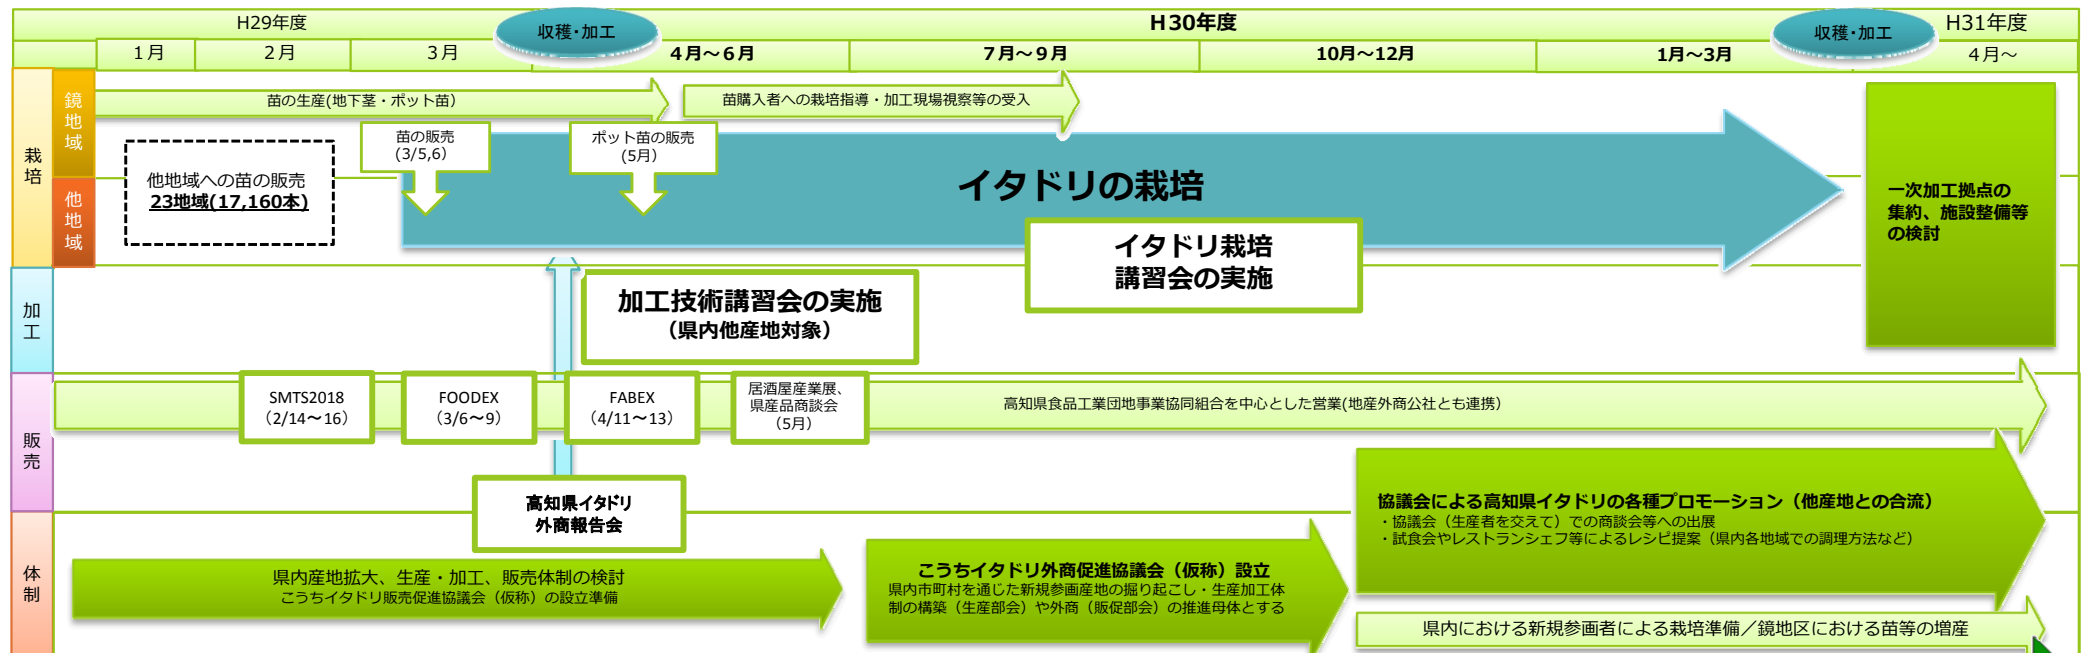 H29年度
収穫・加工
H30年度
収穫・加工
H31年度
1月
2月
3月
4月～6月
7月～9月
10月～12月
1月～3月
4月～
栽培
鏡地域
苗の生産(地下茎・ポット苗)
苗購入者への栽培指導・加工現場視察等の受入
苗の販売
(3/5,6)
ポット苗の販売
(5月)
他地域
他地域への苗の販売
23地域(17,160本)
イタドリの栽培
イタドリ栽培
講習会の実施
一次加工拠点の
集約、施設整備等
の検討
加工
加工技術講習会の実施
（県内他産地対象）
販売
SMTS2018
（2/14～16）
FOODEX
（3/6～9）
FABEX
（4/11～13）
居酒屋産業展、
県産品商談会
（5月）
高知県食品工業団地事業協同組合を中心とした営業(地産外商公社とも連携）
高知県イタドリ
外商報告会
協議会による高知県イタドリの各種プロモーション（他産地との合流）
・協議会（生産者を交えて）での商談会等への出展
・試食会やレストランシェフ等によるレシピ提案（県内各地域での調理方法など）
体制
県内産地拡大、生産・加工、販売体制の検討
こうちイタドリ販売促進協議会（仮称）の設立準備
こうちイタドリ外商促進協議会（仮称）設立
県内市町村を通じた新規参画産地の掘り起こし・生産加工体
制の構築（生産部会）や外商（販促部会）の推進母体とする
県内における新規参画者による栽培準備／鏡地区における苗等の増産